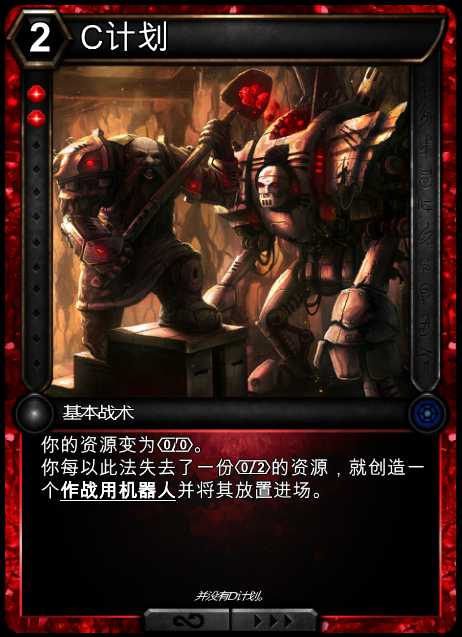 2
C计划
基本战术
你的资源变为<0/0>。
你每以此法失去了一份<0/2>的资源，就创造一
个作战用机器人并将其放置进场。
并没有D计划。